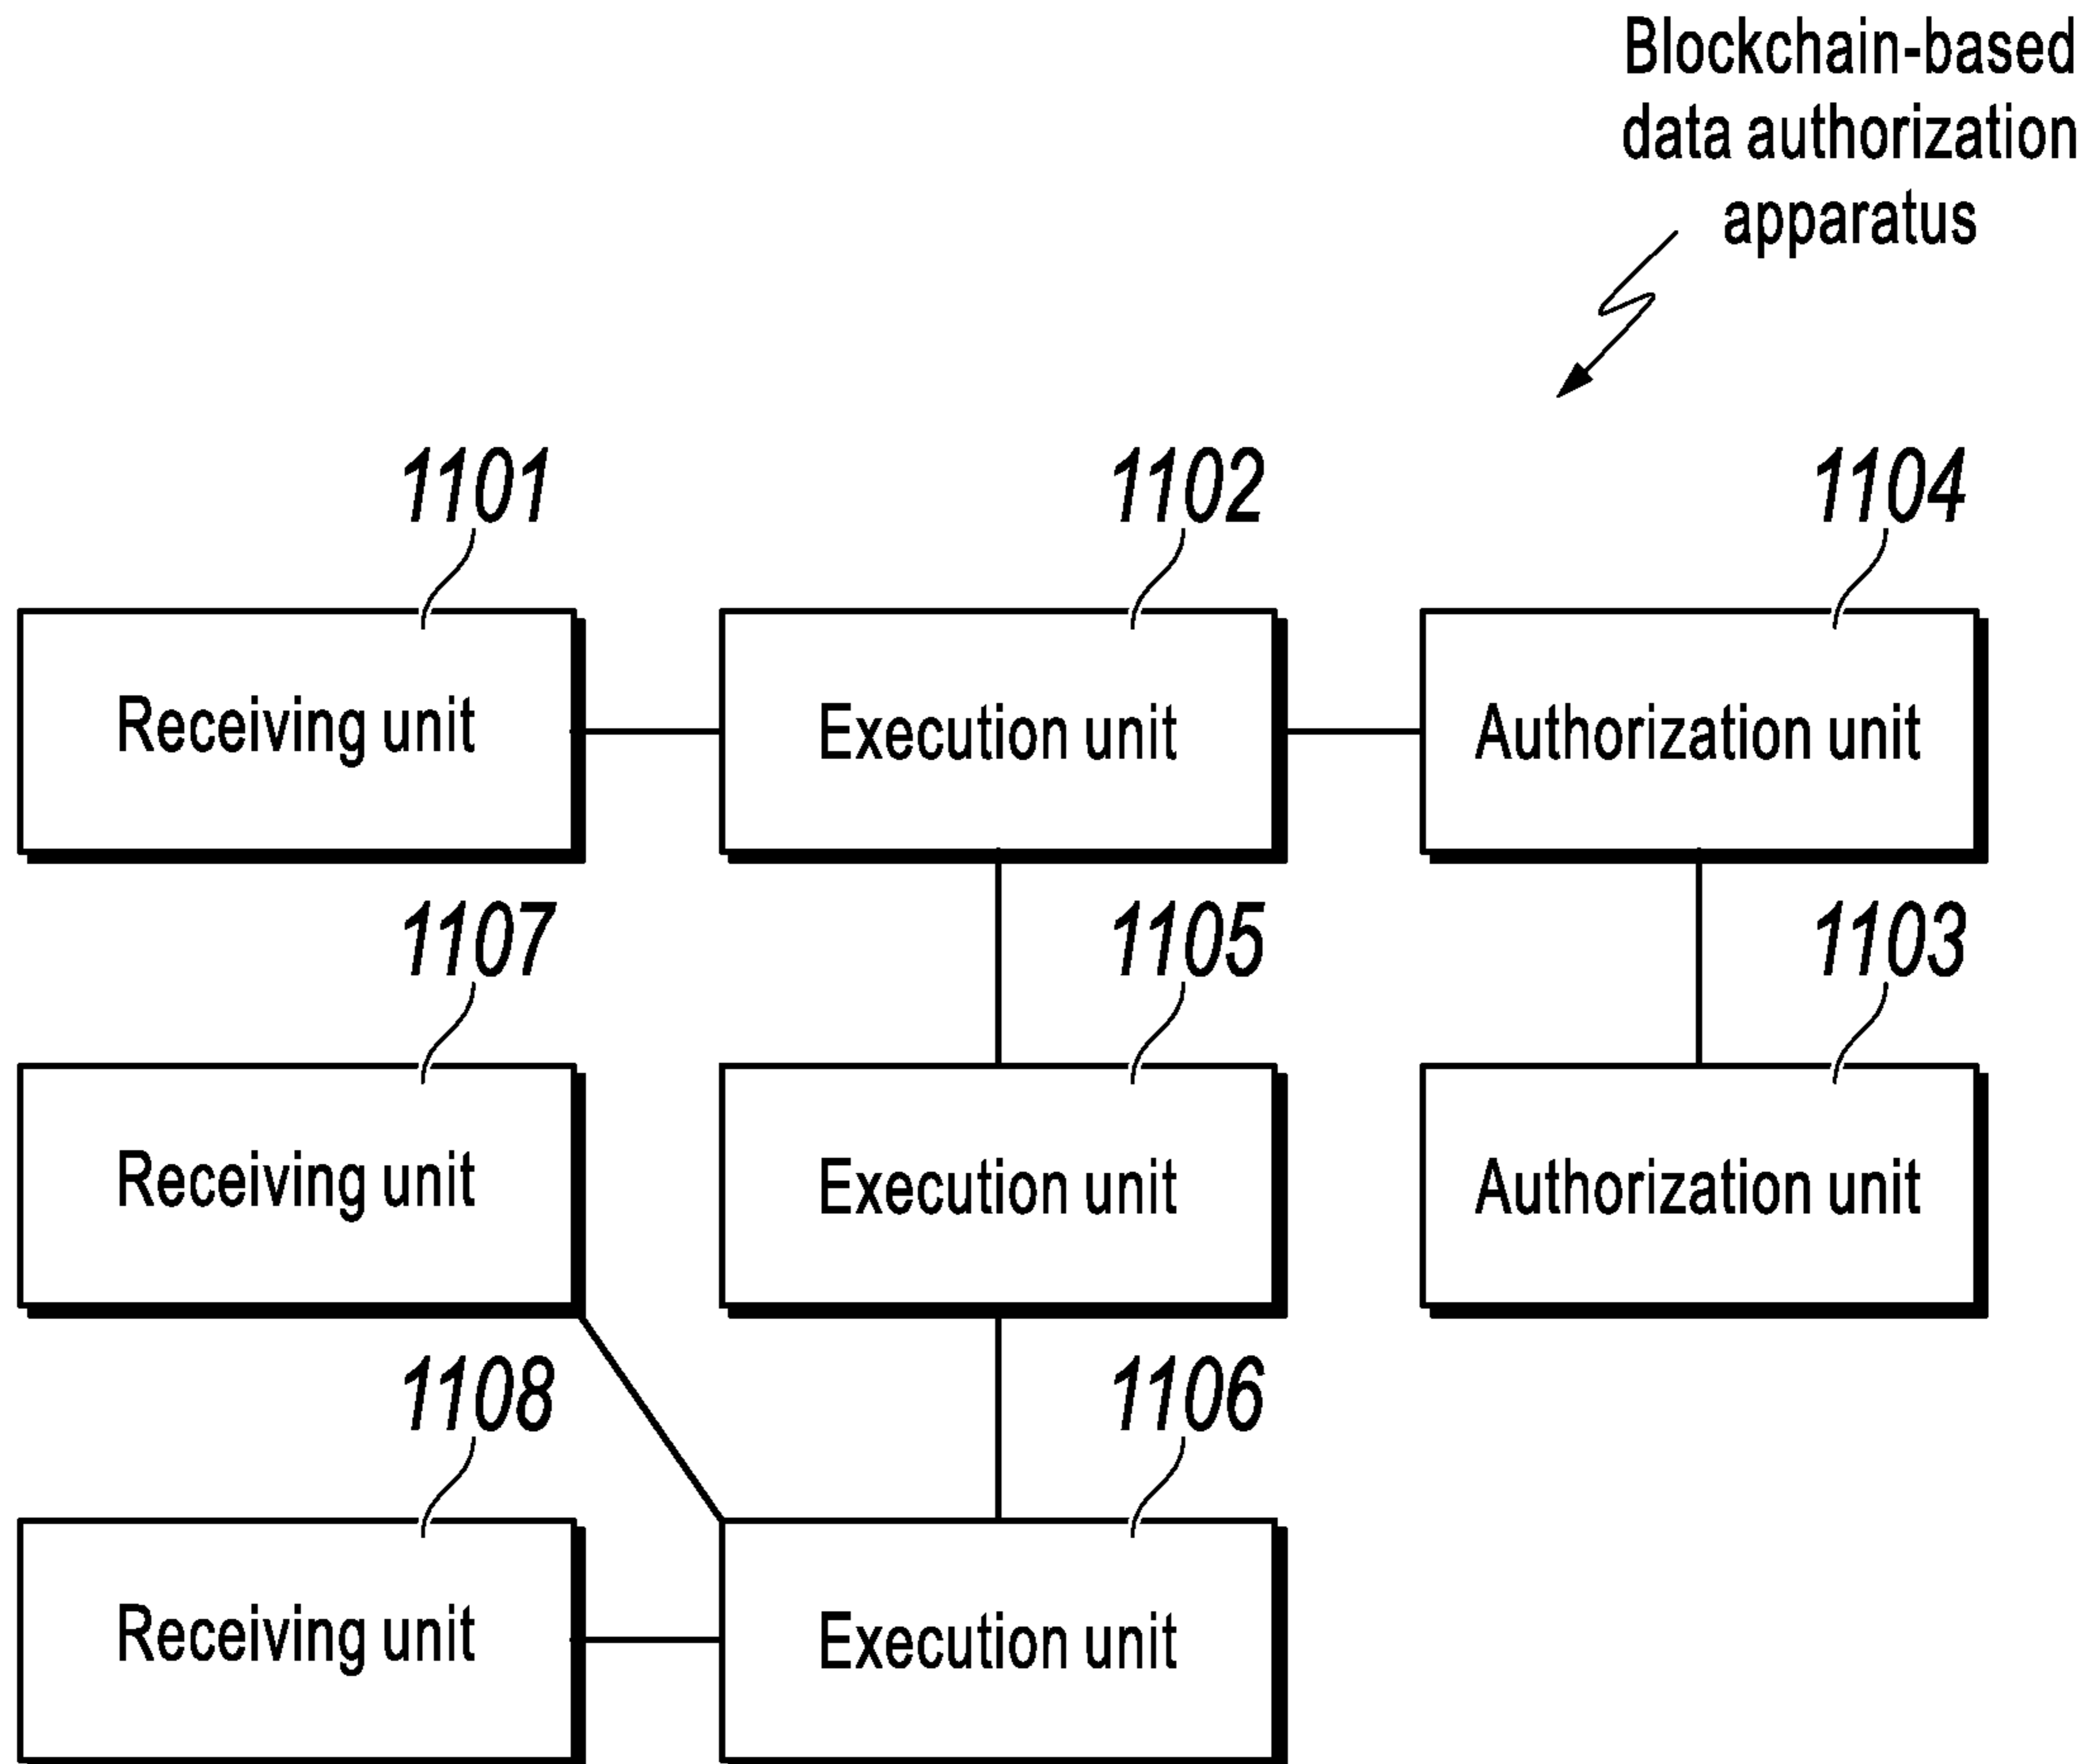 Blockchain-based
data authorization
apparatus
1101
1102
1104
Receiving unit
Execution unit
Authorization unit
1107
1105
1103
Receiving unit
Execution unit
Authorization unit
1108
1106
Receiving unit
Execution unit